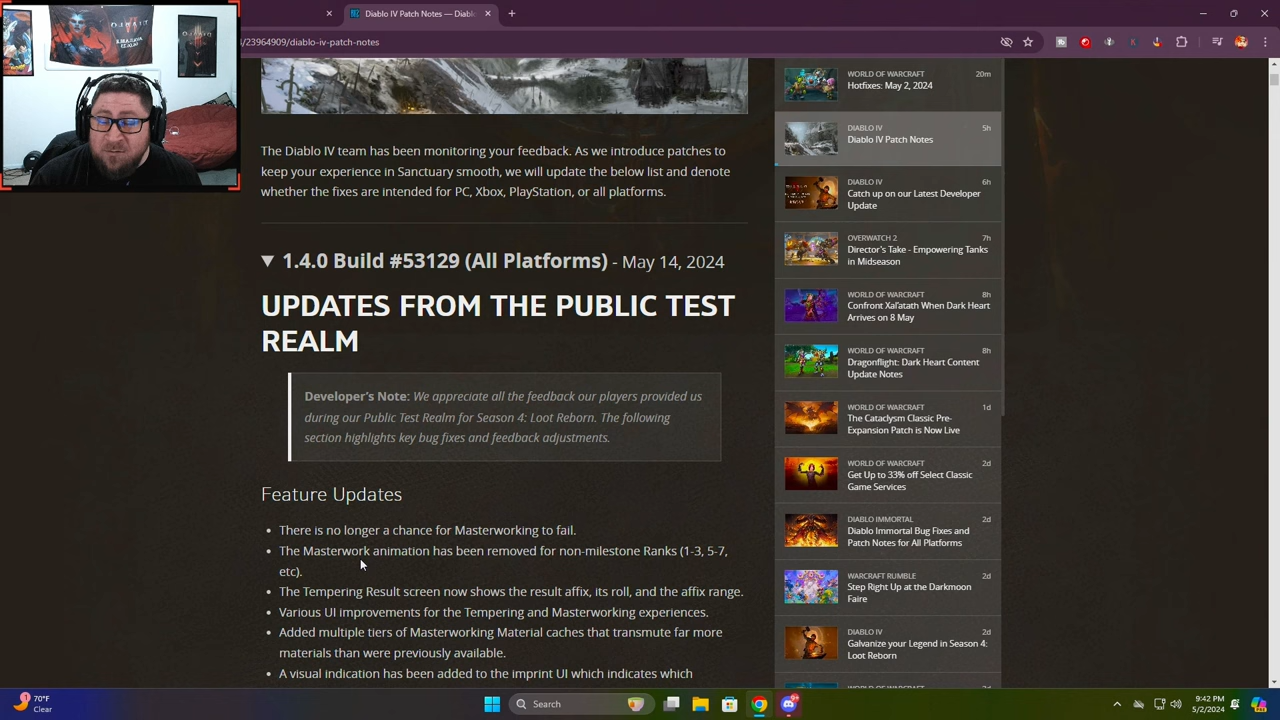 Diablo IV Patch Notes — Diablo
23964909/diablo-iv-patch-notes
DIABLO
The Diablo IV team has been monitoring your feedback. As we introduce patches to
keep your experience in Sanctuary smooth, we will update the below list and denote
whether the fixes are intended for PC, Xbox, PlayStation, or all platforms.
1.4.0 Build #53129 (All Platforms) - May 14, 2024
UPDATES FROM THE PUBLIC TEST
REALM
Developer's Note: We appreciate all the feedback our players provided us
during our Public Test Realm for Season 4: Loot Reborn. The following
section highlights key bug fixes and feedback adjustments.
Feature Updates
There is no longer a chance for Masterworking to fail.
The Masterwork animation has been removed for non-milestone Ranks (1-3, 5-7,
etc).
The Tempering Result screen now shows the result affix, its roll, and the affix range.
Various UI improvements for the Tempering and Masterworking experiences.
Added multiple tiers of Masterworking Material caches that transmute far more
materials than were previously available.
A visual indication has been added to the imprint UI which indicates which
WORLD OF WARCRAFT 20m
Hotfixes: May 2, 2024
DIABLO IV 5h
Diablo IV Patch Notes
DIABLO IV 6h
Catch up on our Latest Developer
Update
OVERWATCH 2 7h
Director's Take - Empowering Tanks
in Midseason
WORLD OF WARCRAFT 8h
Confront Xal'atath When Dark Heart
Arrives on 8 May
WORLD OF WARCRAFT 8h
Dragonflight: Dark Heart Content
Update Notes
WORLD OF WARCRAFT 1d
The Cataclysm Classic Pre-
Expansion Patch is Now Live
WORLD OF WARCRAFT 2d
Get Up to 33% off Select Classic
Game Services
DIABLO IMMORTAL 2d
Diablo Immortal Bug Fixes and
Patch Notes for All Platforms
WARCRAFT RUMBLE 2d
Step Right Up at the Darkmoon
Faire
DIABLO IV 2d
Galvanize your Legend in Season 4:
Loot Reborn
70°F
Clear
Search
9:42 PM
5/2/2024